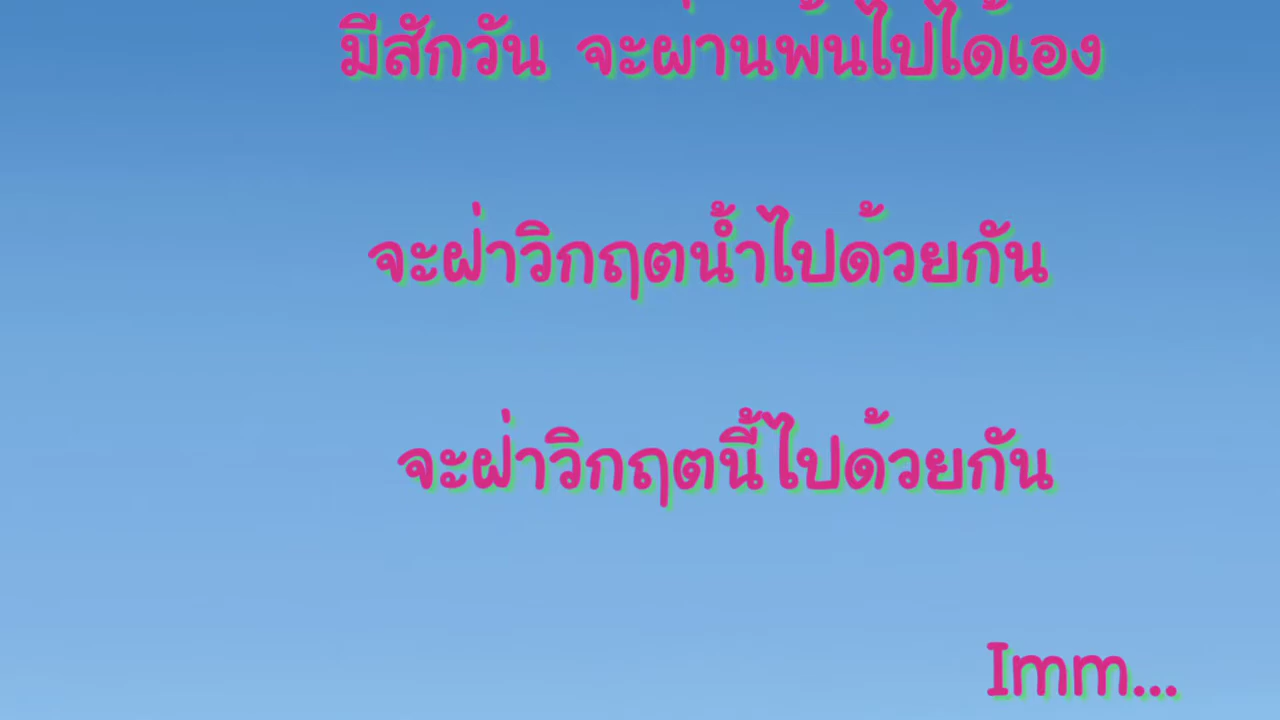 มีสักวัน จะผ่านพ้นไปได้เอง
จะฝ่าวิกฤตน้ำไปด้วยกัน
จะฝ่าวิกฤตนี้ไปด้วยกัน
Imm...